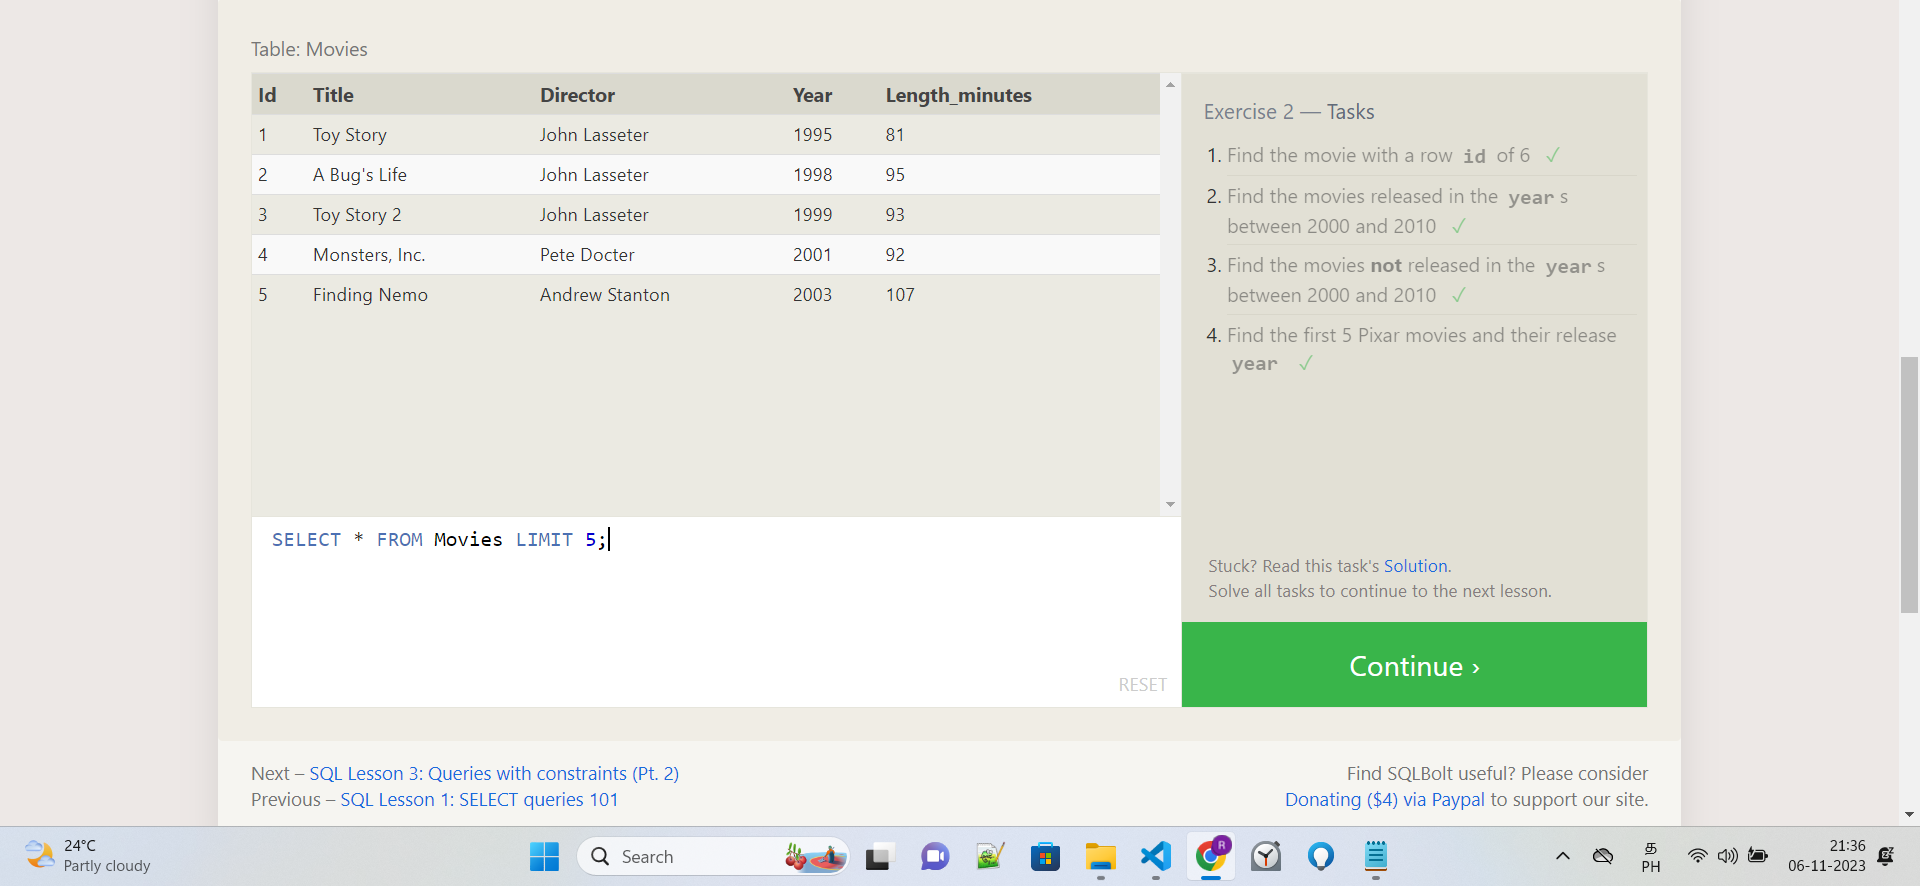 Table: Movies
Id Title Director Year Length_minutes
1 Toy Story John Lasseter 1995 81
2 A Bug's Life John Lasseter 1998 95
3 Toy Story 2 John Lasseter 1999 93
4 Monsters, Inc. Pete Docter 2001 92
5 Finding Nemo Andrew Stanton 2003 107
SELECT * FROM Movies LIMIT 5;
RESET
Exercise 2 — Tasks
1. Find the movie with a row id of 6 ✓
2. Find the movies released in the year s
between 2000 and 2010 ✓
3. Find the movies not released in the year s
between 2000 and 2010 ✓
4. Find the first 5 Pixar movies and their release
year ✓
Stuck? Read this task's Solution.
Solve all tasks to continue to the next lesson.
Continue ›
Next – SQL Lesson 3: Queries with constraints (Pt. 2)
Previous – SQL Lesson 1: SELECT queries 101
Find SQLBolt useful? Please consider
Donating ($4) via Paypal to support our site.
24°C
Partly cloudy
Search
R
PH
21:36
06-11-2023